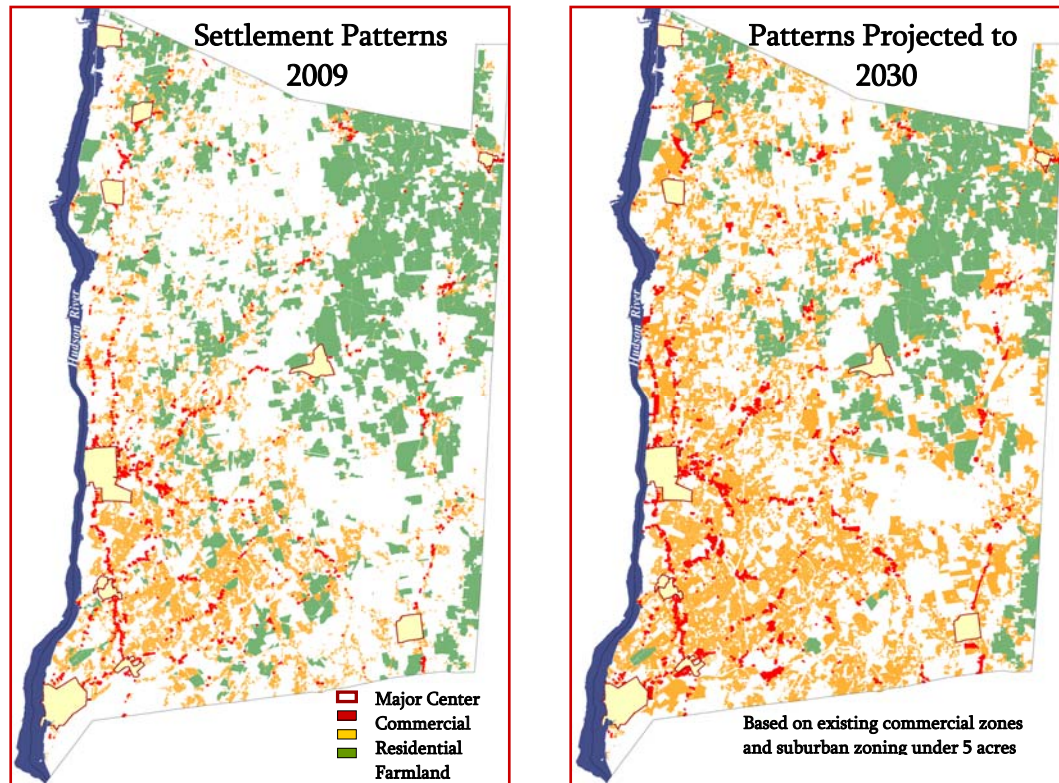 Settlement Patterns
2009
Hudson River
Major Center
Commercial
Residential
Farmland
Patterns Projected to
2030
Hudson River
Based on existing commercial zones
and suburban zoning under 5 acres